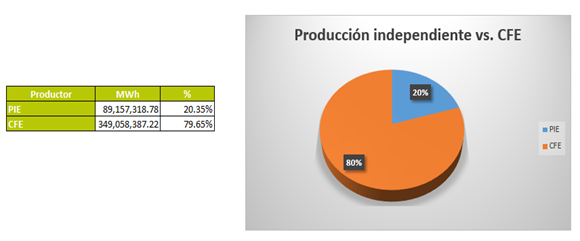 Productor MWh %
PIE 89,157,318.78 20.35%
CFE 349,058,387.22 79.65%
Producción independiente vs. CFE
20%
80%
PIE
CFE